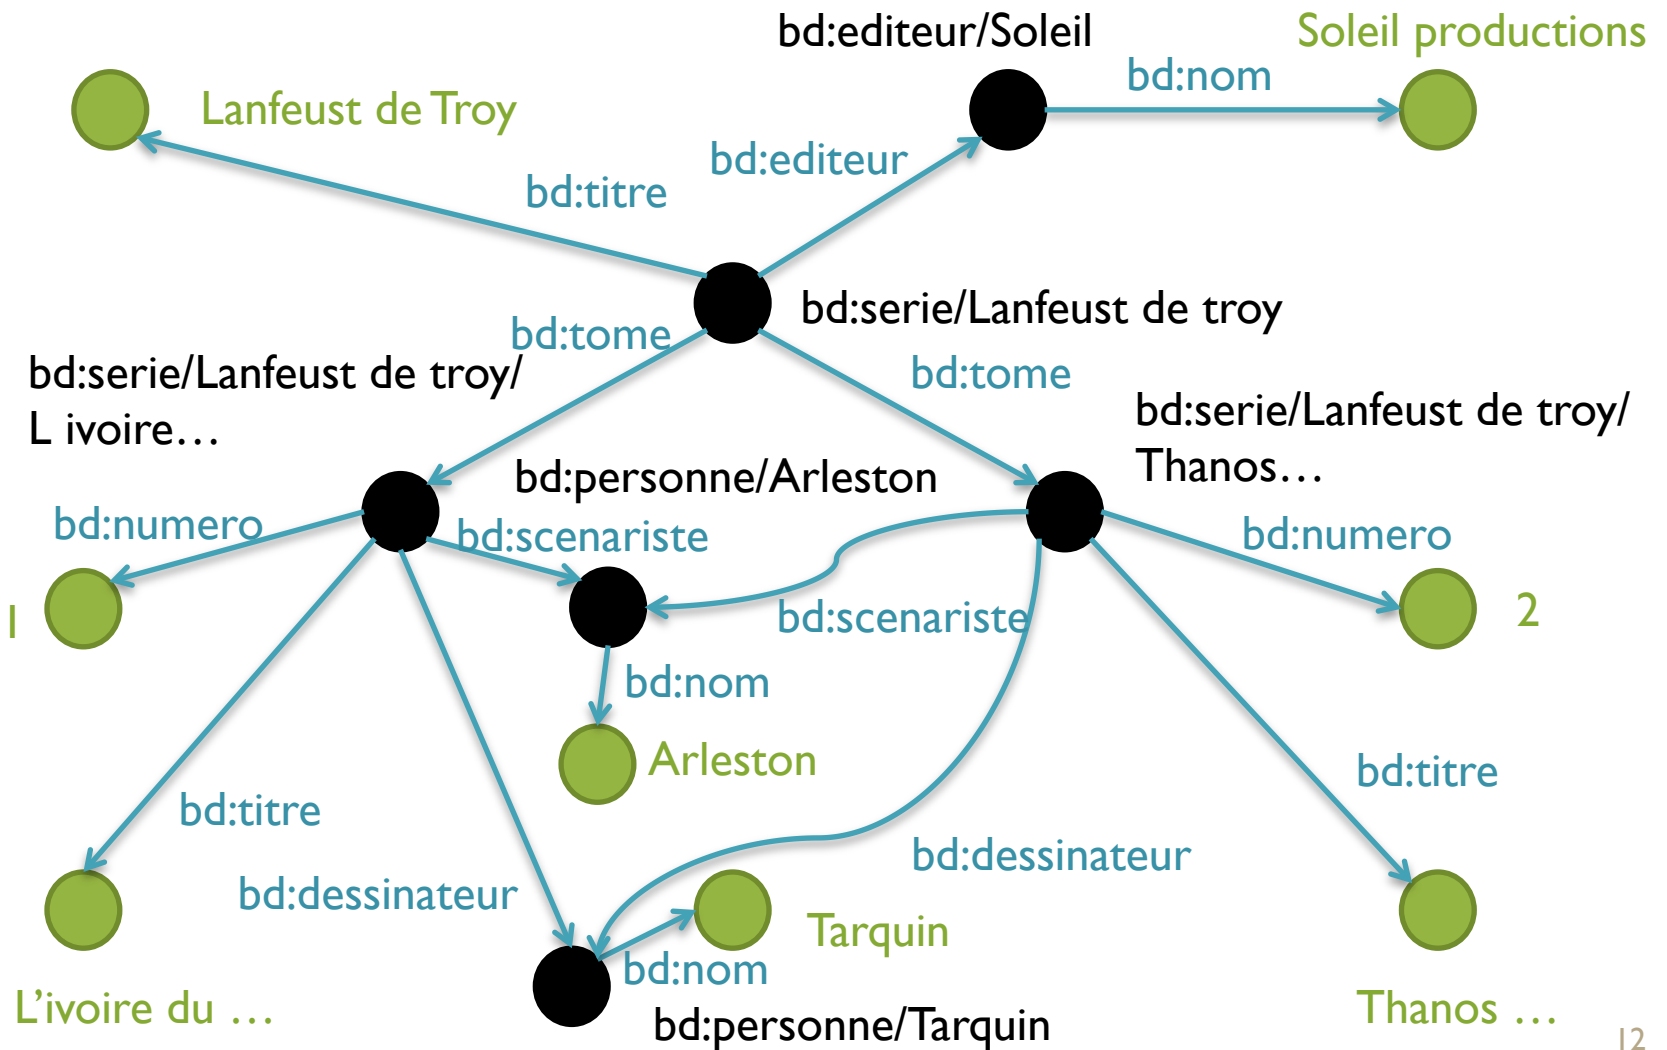 bd:editeur/Soleil
Soleil productions
bd:nom
Lanfeust de Troy
bd:editeur
bd:titre
bd:serie/Lanfeust de troy
bd:tome
bd:serie/Lanfeust de troy/
L ivoire…
bd:tome
bd:serie/Lanfeust de troy/
Thanos…
bd:personne/Arleston
bd:numero
bd:scenariste
bd:numero
1
bd:scenariste
2
bd:nom
Arleston
bd:titre
bd:titre
bd:dessinateur
bd:dessinateur
Tarquin
bd:nom
L’ivoire du …
bd:personne/Tarquin
Thanos …
12